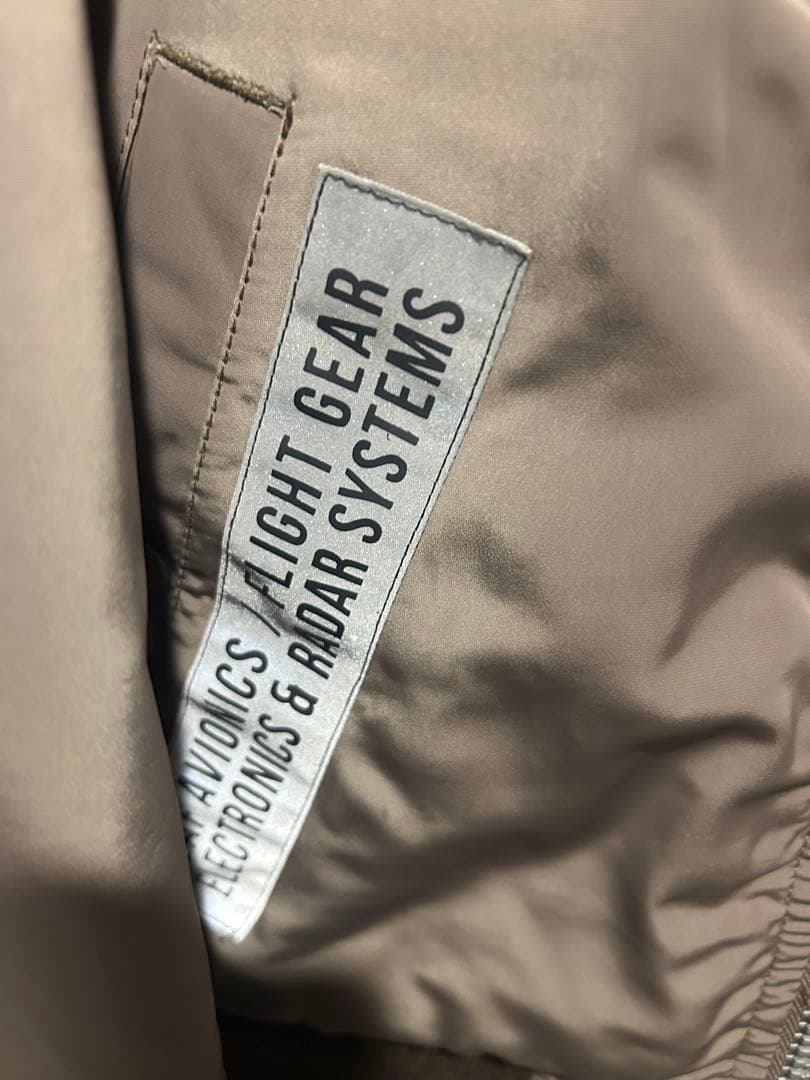 AVIONICS / FLIGHT GEAR
ELECTRONICS & RADAR SYSTEMS